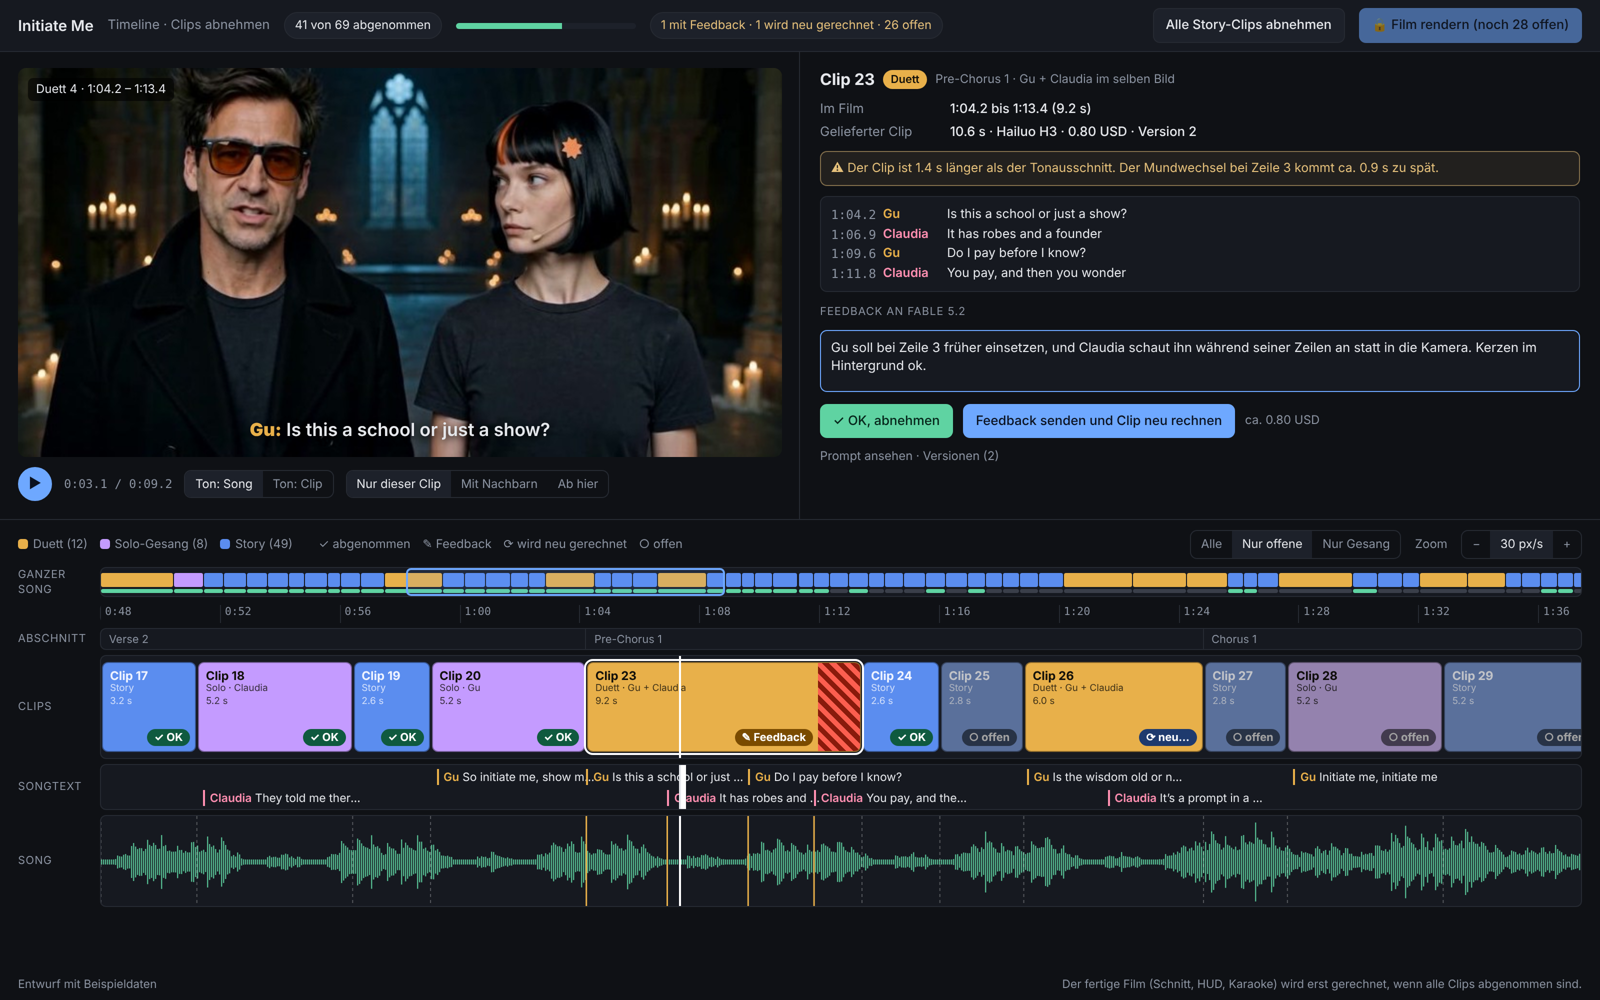 Initiate Me Timeline · Clips abnehmen 41 von 69 abgenommen 1 mit Feedback · 1 wird neu gerechnet · 26 offen Alle Story-Clips abnehmen 🔒 Film rendern (noch 28 offen)
Duett 4 · 1:04.2 – 1:13.4
Gu: Is this a school or just a show?
0:03.1 / 0:09.2 Ton: Song Ton: Clip Nur dieser Clip Mit Nachbarn Ab hier
Clip 23 Duett Pre-Chorus 1 · Gu + Claudia im selben Bild
Im Film 1:04.2 bis 1:13.4 (9.2 s)
Gelieferter Clip 10.6 s · Hailuo H3 · 0.80 USD · Version 2
⚠ Der Clip ist 1.4 s länger als der Tonausschnitt. Der Mundwechsel bei Zeile 3 kommt ca. 0.9 s zu spät.
1:04.2 Gu Is this a school or just a show?
1:06.9 Claudia It has robes and a founder
1:09.6 Gu Do I pay before I know?
1:11.8 Claudia You pay, and then you wonder
FEEDBACK AN FABLE 5.2
Gu soll bei Zeile 3 früher einsetzen, und Claudia schaut ihn während seiner Zeilen an statt in die Kamera. Kerzen im
Hintergrund ok.
✓ OK, abnehmen Feedback senden und Clip neu rechnen ca. 0.80 USD
Prompt ansehen · Versionen (2)
Duett (12) Solo-Gesang (8) Story (49) ✓ abgenommen ✎ Feedback ⟳ wird neu gerechnet ○ offen Alle Nur offene Nur Gesang Zoom − 30 px/s +
GANZER
SONG
0:48 0:52 0:56 1:00 1:04 1:08 1:12 1:16 1:20 1:24 1:28 1:32 1:36
ABSCHNITT Verse 2 Pre-Chorus 1 Chorus 1
CLIPS
Clip 17 Clip 18 Clip 19 Clip 20 Clip 23 Clip 24 Clip 25 Clip 26 Clip 27 Clip 28 Clip 29
Story Solo · Claudia Story Solo · Gu Duett · Gu + Claudia Story Story Duett · Gu + Claudia Story Solo · Gu Story
3.2 s 5.2 s 2.6 s 5.2 s 9.2 s 2.6 s 2.8 s 6.0 s 2.8 s 5.2 s 5.2 s
✓ OK ✓ OK ✓ OK ✓ OK ✎ Feedback ✓ OK ○ offen ⟳ neu… ○ offen ○ offen ○ offer
SONGTEXT
Gu So initiate me, show m… Gu Is this a school or just … Gu Do I pay before I know? Gu Is the wisdom old or n… Gu Initiate me, initiate me
Claudia They told me ther… Claudia It has robes and … Claudia You pay, and the… Claudia It's a prompt in a …
SONG
Entwurf mit Beispieldaten Der fertige Film (Schnitt, HUD, Karaoke) wird erst gerechnet, wenn alle Clips abgenommen sind.